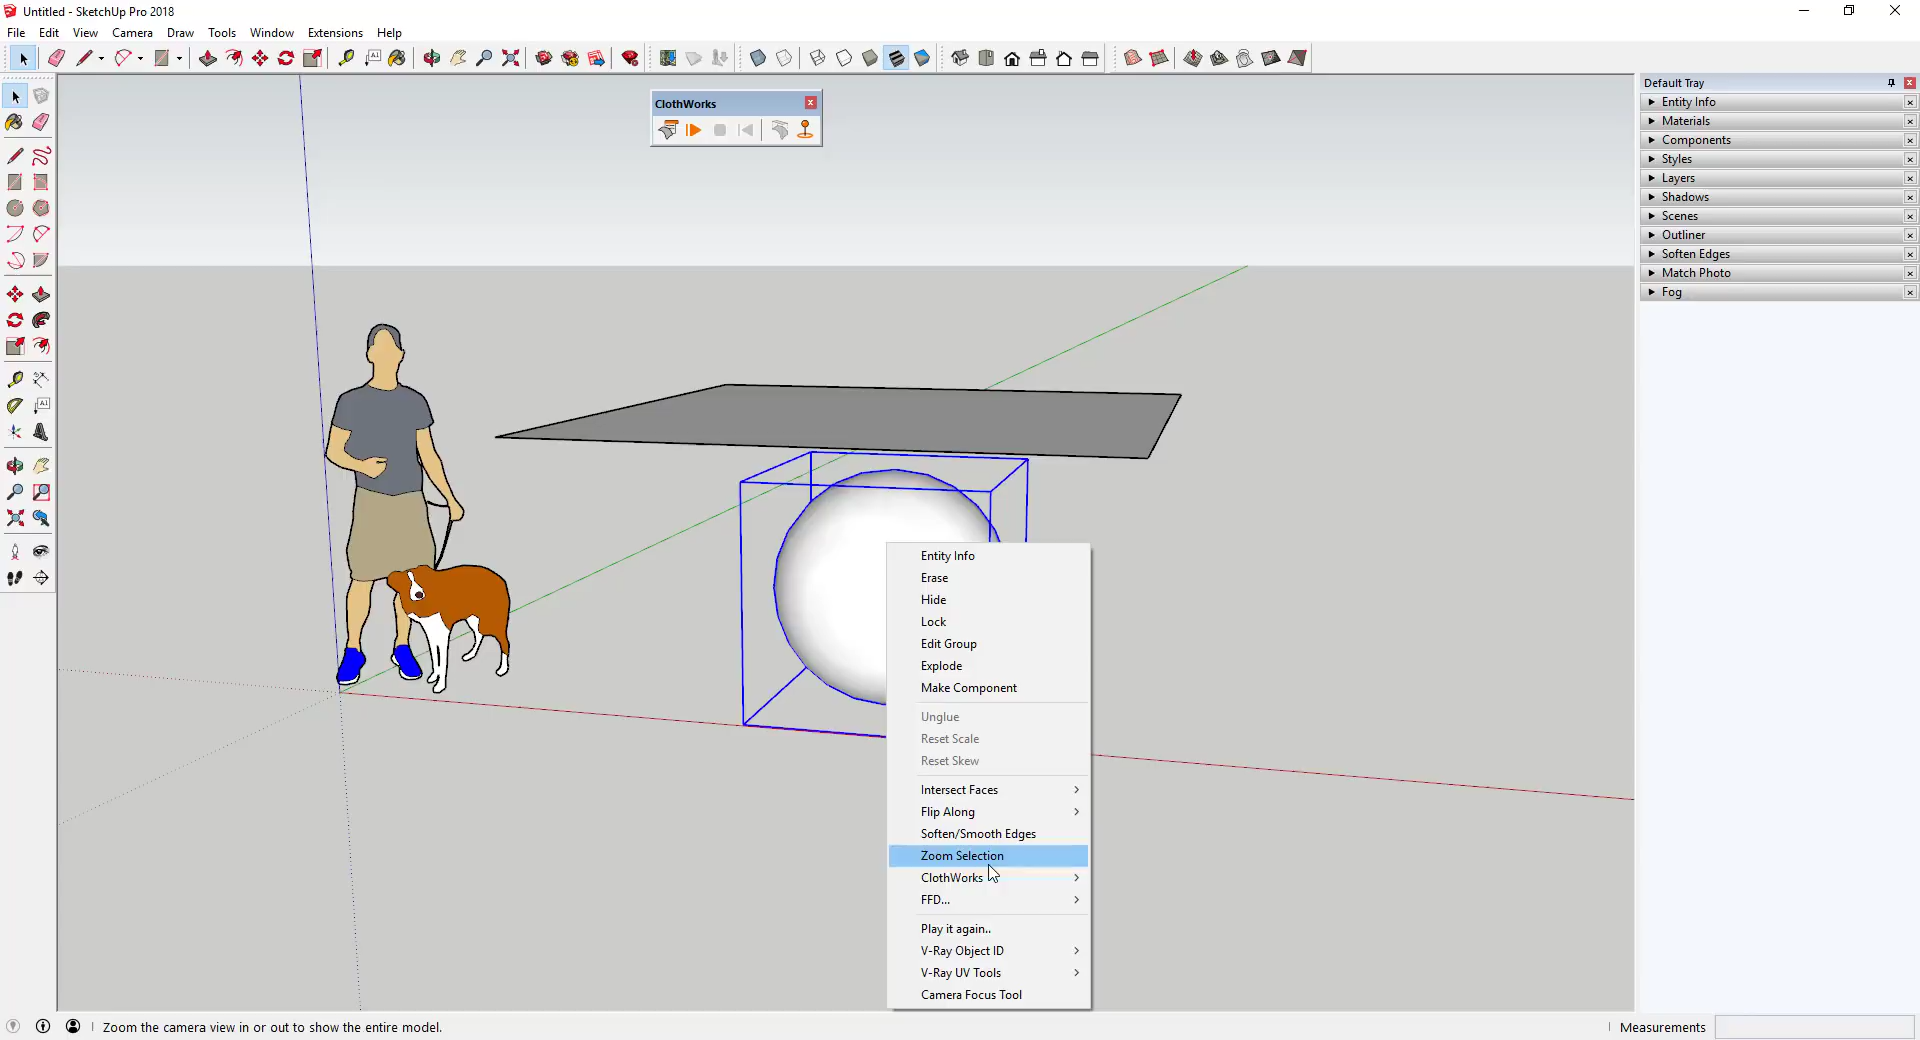 Untitled - SketchUp Pro 2018
File Edit View Camera Draw Tools Window Extensions Help
ClothWorks
Default Tray
Entity Info
Materials
Components
Styles
Layers
Shadows
Scenes
Outliner
Soften Edges
Match Photo
Fog
Entity Info
Erase
Hide
Lock
Edit Group
Explode
Make Component
Unglue
Reset Scale
Reset Skew
Intersect Faces
Flip Along
Soften/Smooth Edges
Zoom Selection
ClothWorks
FFD...
Play it again..
V-Ray Object ID
V-Ray UV Tools
Camera Focus Tool
Zoom the camera view in or out to show the entire model.
Measurements